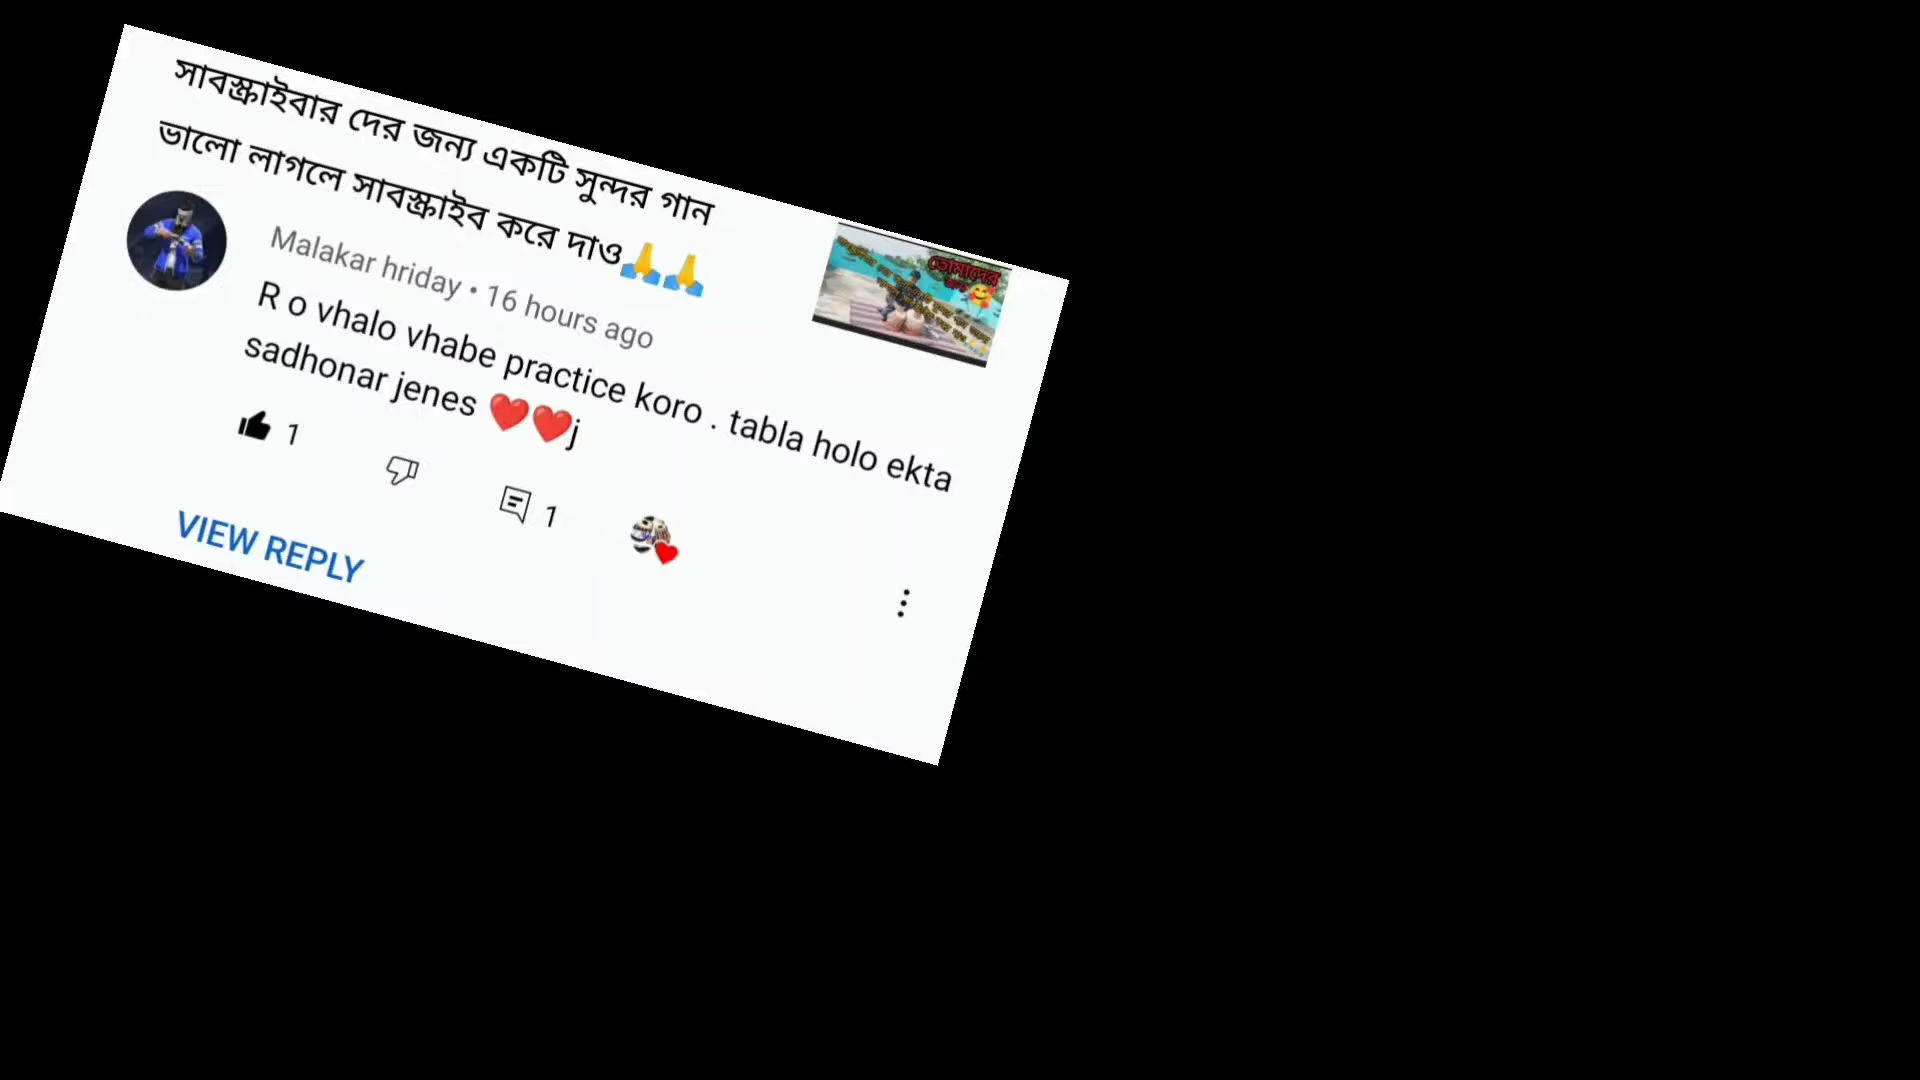 সাবস্ক্রাইবার দের জন্য একটি সুন্দর গান
ভালো লাগলে সাবস্ক্রাইব করে দাও🙏🙏
Malakar hriday • 16 hours ago
R o vhalo vhabe practice koro . tabla holo ekta
sadhonar jenes ❤️❤️j
1
1
VIEW REPLY
তোমাদের
জন্য